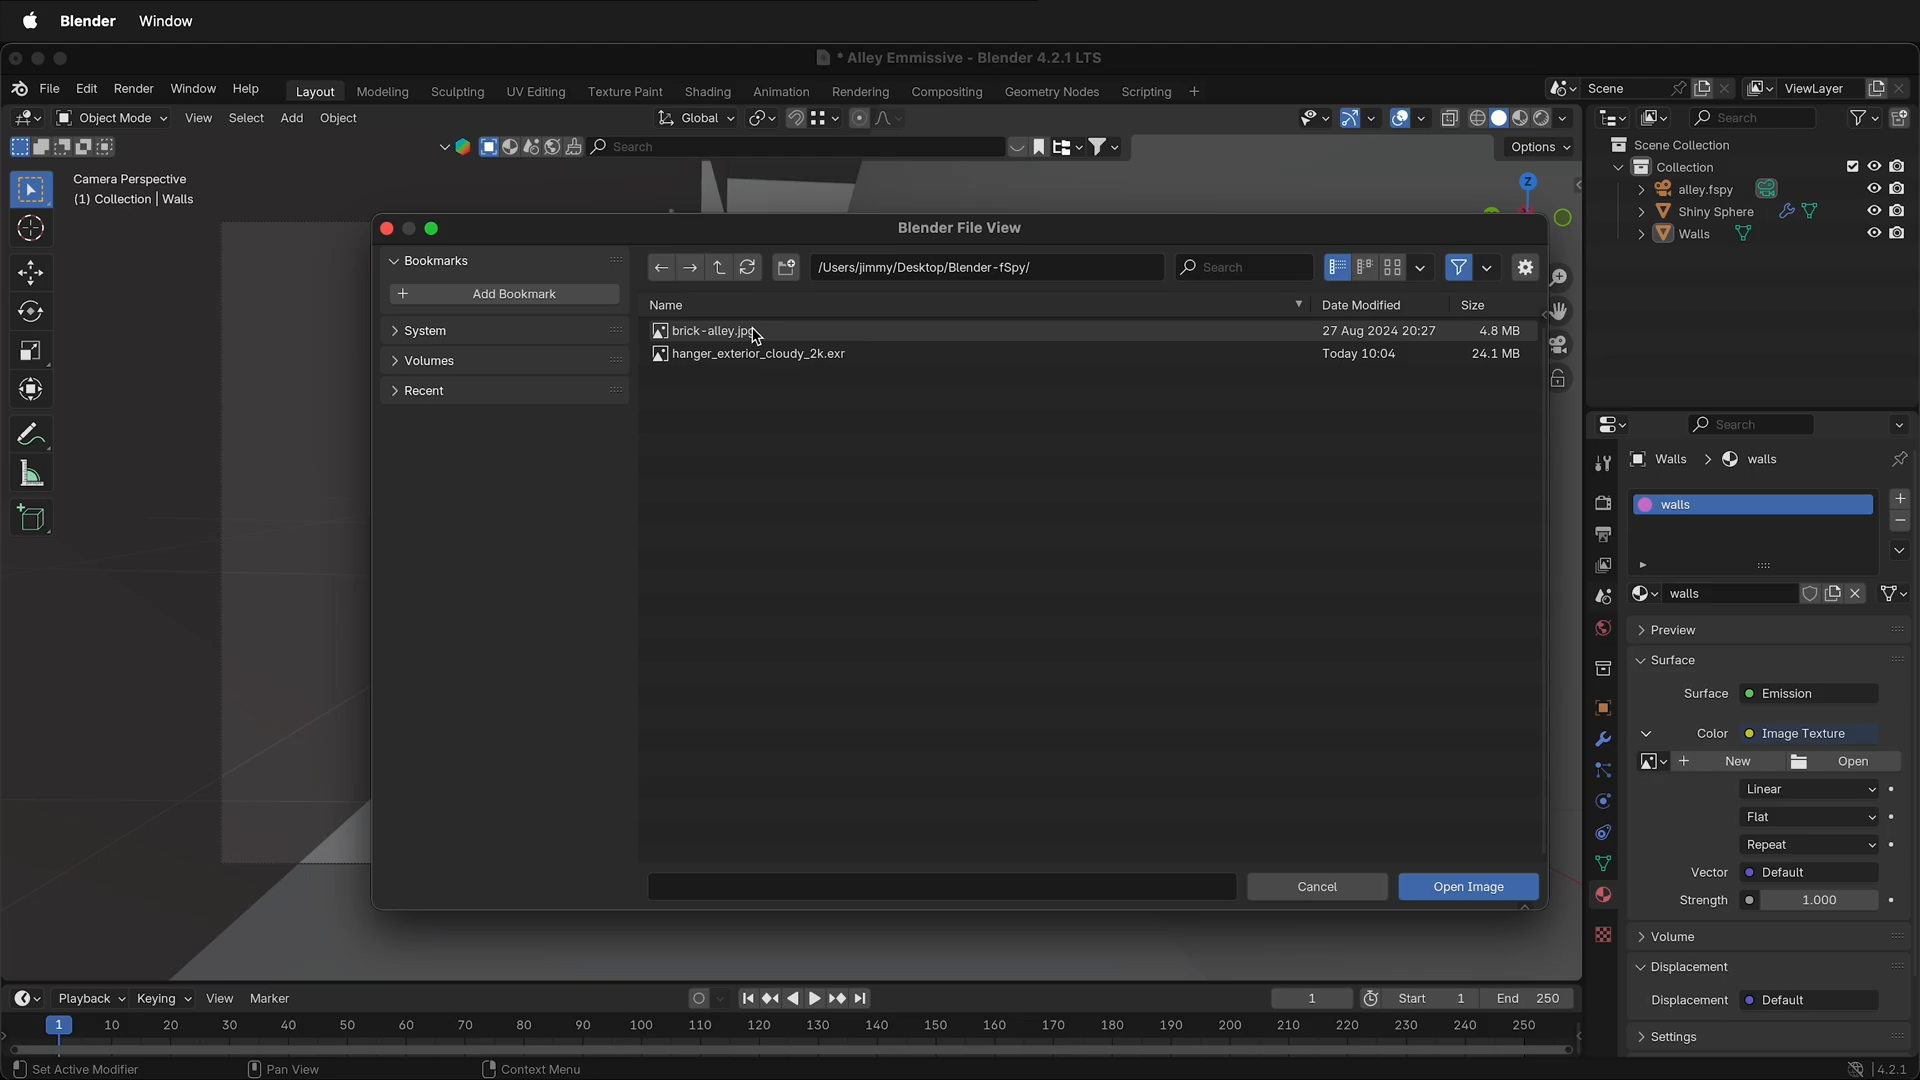 Blender Window
* Alley Emmissive - Blender 4.2.1 LTS
File Edit Render Window Help Layout Modeling Sculpting UV Editing Texture Paint Shading Animation Rendering Compositing Geometry Nodes Scripting + Scene ViewLayer
Object Mode View Select Add Object Global Search
Search Options Scene Collection
Collection
alley.fspy
Shiny Sphere
Walls
Camera Perspective
(1) Collection | Walls
Z
Blender File View
Bookmarks
Add Bookmark
System
Volumes
Recent
/Users/jimmy/Desktop/Blender-fSpy/ Search
Name Date Modified Size
brick-alley.jpg 27 Aug 2024 20:27 4.8 MB
hanger_exterior_cloudy_2k.exr Today 10:04 24.1 MB
Cancel Open Image
Search
Walls > walls
walls
walls
Preview
Surface
Surface Emission
Color Image Texture
New Open
Linear
Flat
Repeat
Vector Default
Strength 1.000
Volume
Displacement
Displacement Default
Settings
Playback Keying View Marker 1 Start 1 End 250
1 10 20 30 40 50 60 70 80 90 100 110 120 130 140 150 160 170 180 190 200 210 220 230 240 250
Set Active Modifier Pan View Context Menu 4.2.1